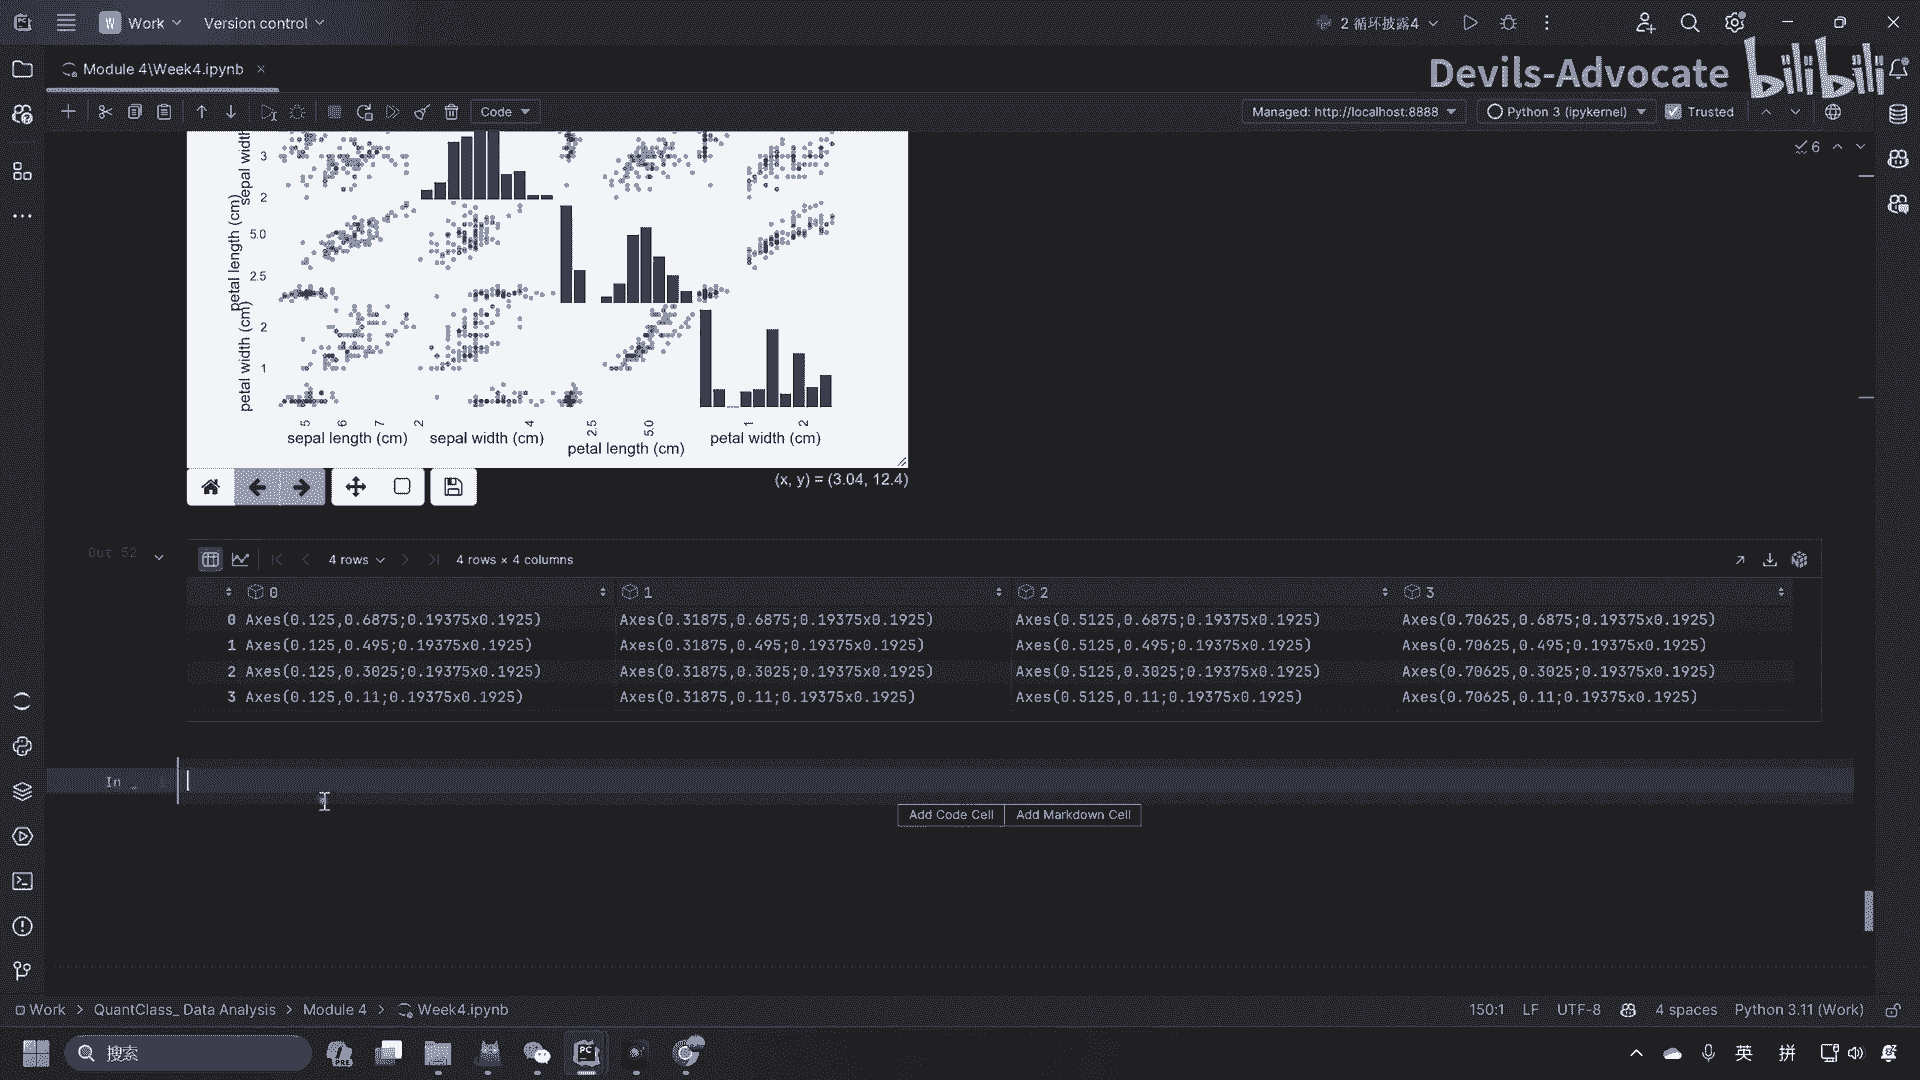 W Work Version control 2 循环披露4
Module 4\Week4.ipynb
Devils-Advocate bilibili
Code Managed: http://localhost:8888 Python 3 (ipykernel) Trusted
6
sepal width
3
2
petal length (cm)
5.0
2.5
petal width (cm)
2
1
5 6 7 2 4 2.5 5.0 1 2
sepal length (cm) sepal width (cm) petal length (cm) petal width (cm)
(x, y) = (3.04, 12.4)
Out 52 4 rows 4 rows × 4 columns
0 1 2 3
0 Axes(0.125,0.6875;0.19375x0.1925) Axes(0.31875,0.6875;0.19375x0.1925) Axes(0.5125,0.6875;0.19375x0.1925) Axes(0.70625,0.6875;0.19375x0.1925)
1 Axes(0.125,0.495;0.19375x0.1925) Axes(0.31875,0.495;0.19375x0.1925) Axes(0.5125,0.495;0.19375x0.1925) Axes(0.70625,0.495;0.19375x0.1925)
2 Axes(0.125,0.3025;0.19375x0.1925) Axes(0.31875,0.3025;0.19375x0.1925) Axes(0.5125,0.3025;0.19375x0.1925) Axes(0.70625,0.3025;0.19375x0.1925)
3 Axes(0.125,0.11;0.19375x0.1925) Axes(0.31875,0.11;0.19375x0.1925) Axes(0.5125,0.11;0.19375x0.1925) Axes(0.70625,0.11;0.19375x0.1925)
In
Add Code Cell Add Markdown Cell
Work > QuantClass_ Data Analysis > Module 4 > Week4.ipynb 150:1 LF UTF-8 4 spaces Python 3.11 (Work)
搜索 PRE PC 英 拼